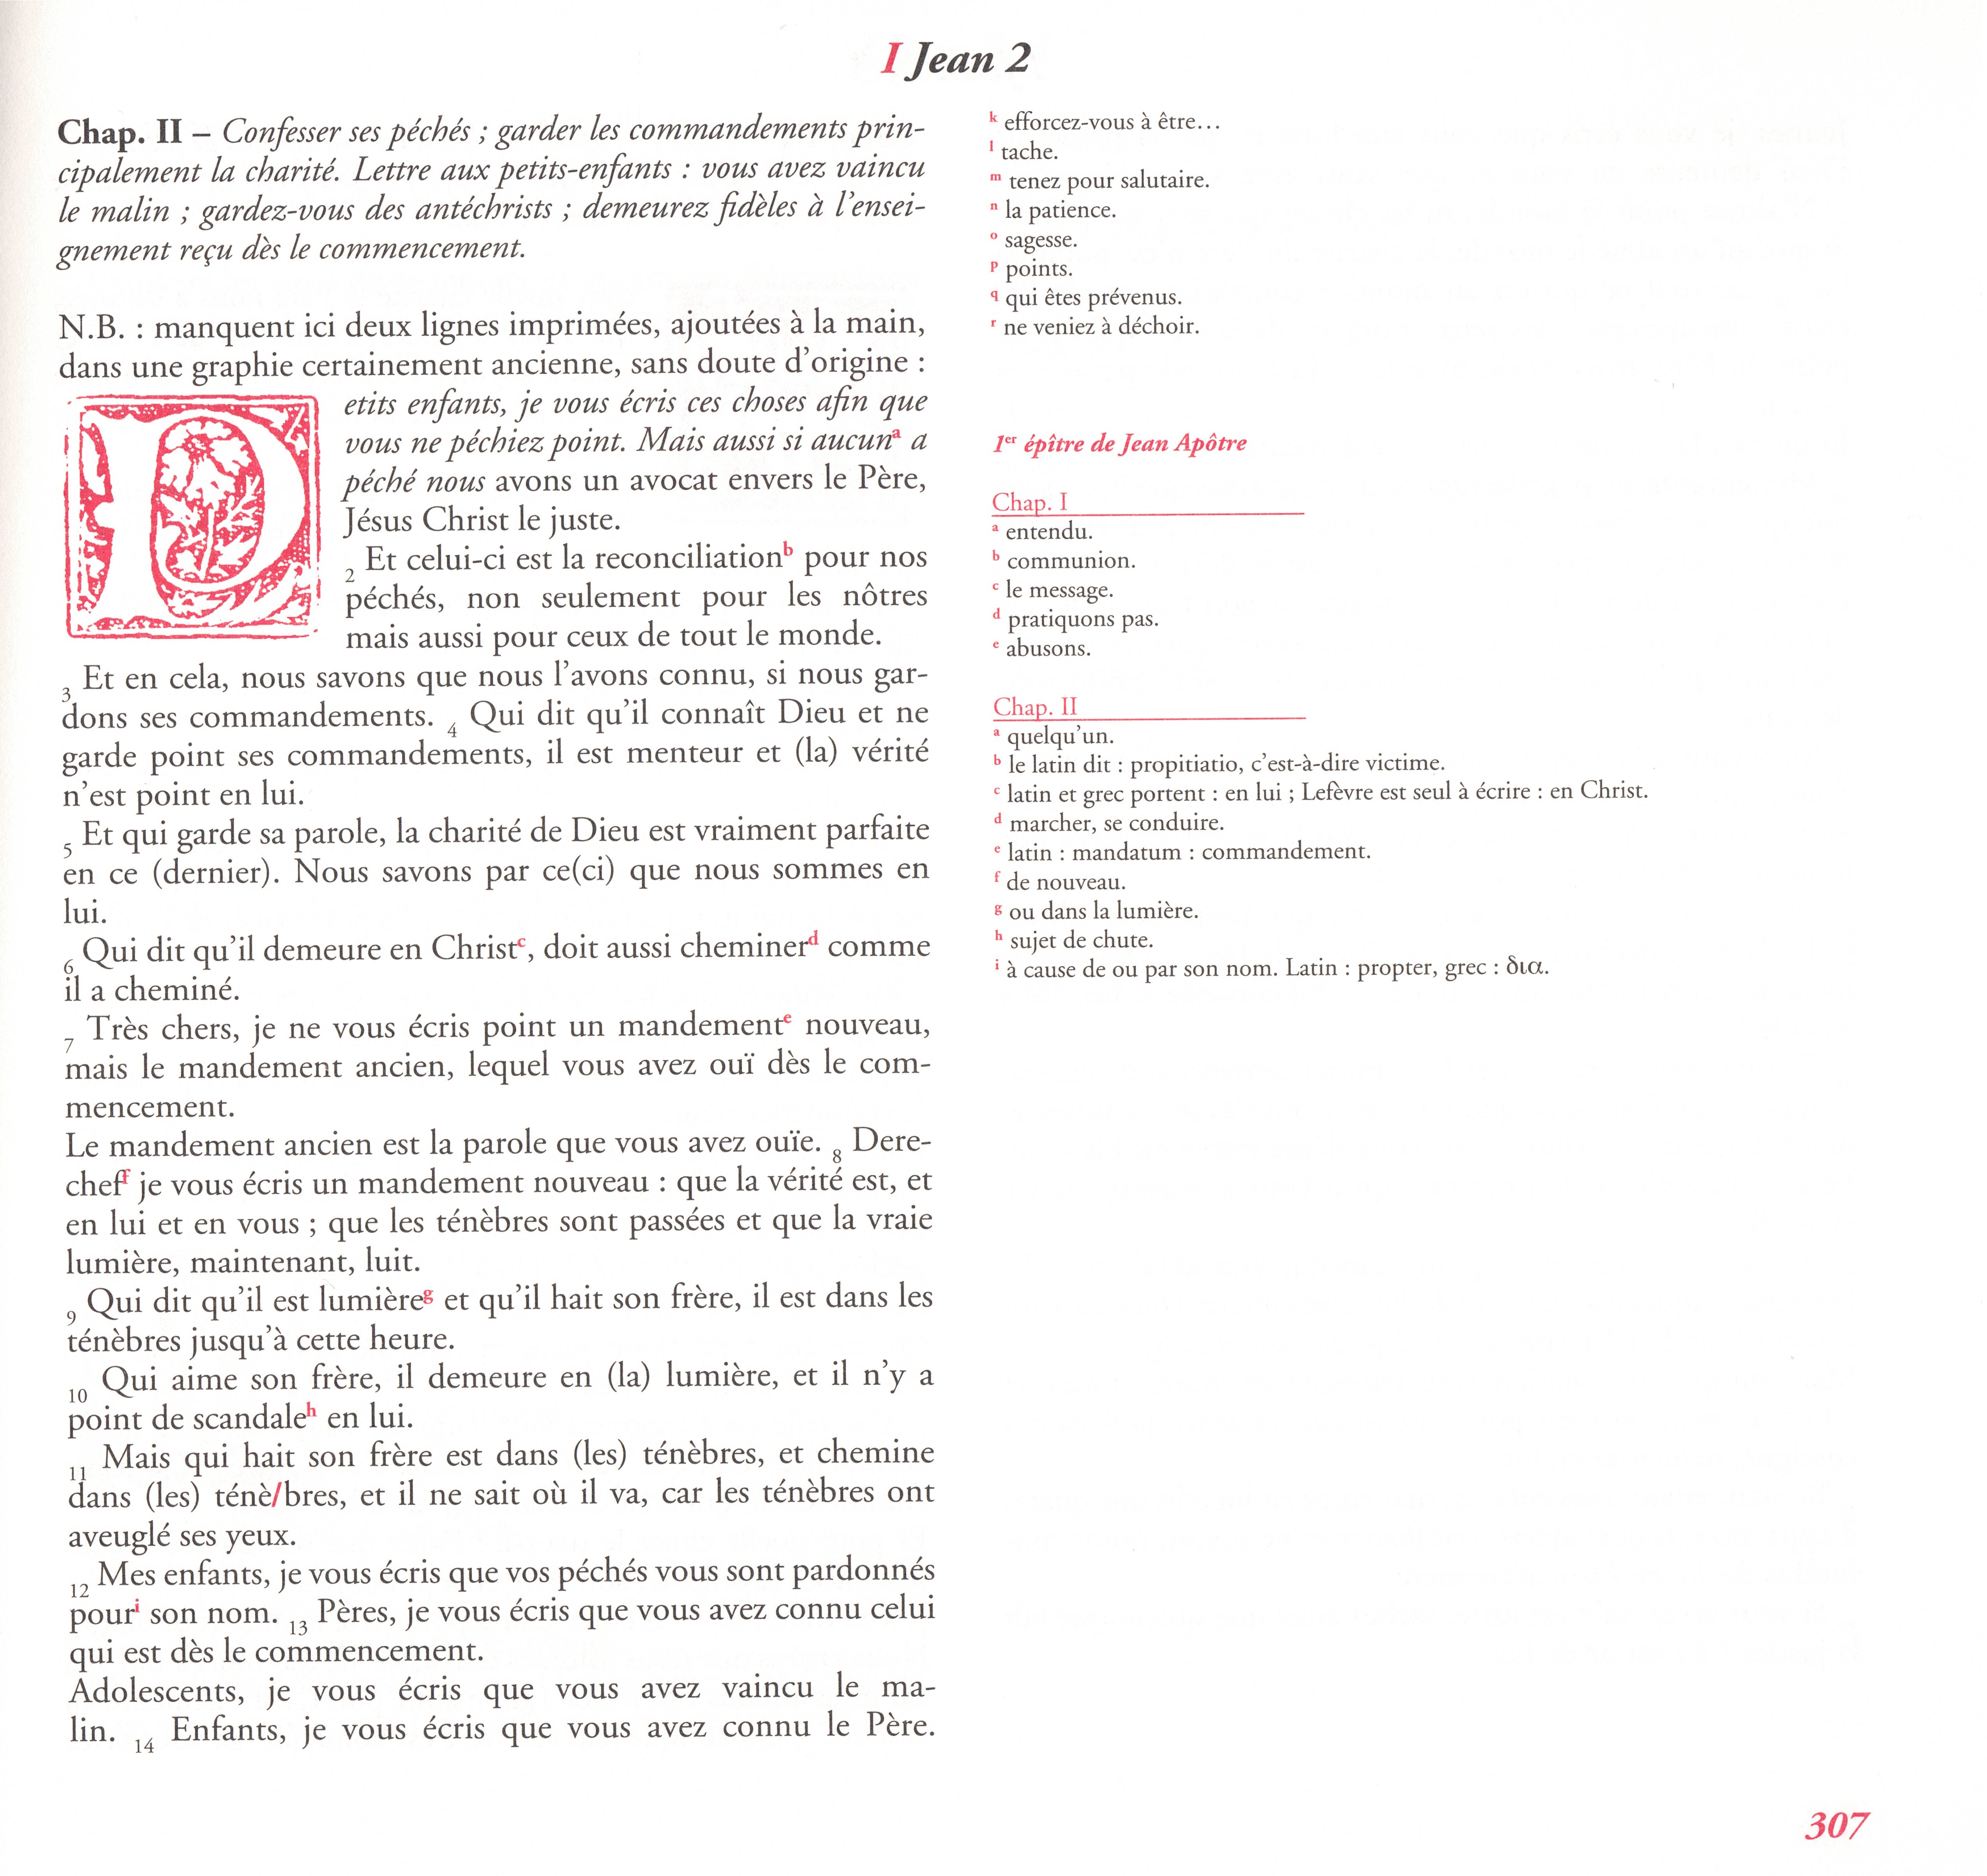 I Jean 2
Chap. II – Confesser ses péchés ; garder les commandements prin-
cipalement la charité. Lettre aux petits-enfants : vous avez vaincu
le malin ; gardez-vous des antéchrists ; demeurez fidèles à l’ensei-
gnement reçu dès le commencement.
N.B. : manquent ici deux lignes imprimées, ajoutées à la main,
dans une graphie certainement ancienne, sans doute d’origine :
P etits enfants, je vous écris ces choses afin que
vous ne péchiez point. Mais aussi si aucun a a
péché nous avons un avocat envers le Père,
Jésus Christ le juste.
2 Et celui-ci est la reconciliation b pour nos
péchés, non seulement pour les nôtres
mais aussi pour ceux de tout le monde.
3 Et en cela, nous savons que nous l’avons connu, si nous gar-
dons ses commandements. 4 Qui dit qu’il connaît Dieu et ne
garde point ses commandements, il est menteur et (la) vérité
n’est point en lui.
5 Et qui garde sa parole, la charité de Dieu est vraiment parfaite
en ce (dernier). Nous savons par ce(ci) que nous sommes en
lui.
6 Qui dit qu’il demeure en Christ c, doit aussi cheminer d comme
il a cheminé.
7 Très chers, je ne vous écris point un mandement e nouveau,
mais le mandement ancien, lequel vous avez ouï dès le com-
mencement.
Le mandement ancien est la parole que vous avez ouïe. 8 Dere-
chef f je vous écris un mandement nouveau : que la vérité est, et
en lui et en vous ; que les ténèbres sont passées et que la vraie
lumière, maintenant, luit.
9 Qui dit qu’il est lumière g et qu’il hait son frère, il est dans les
ténèbres jusqu’à cette heure.
10 Qui aime son frère, il demeure en (la) lumière, et il n’y a
point de scandale h en lui.
11 Mais qui hait son frère est dans (les) ténèbres, et chemine
dans (les) ténè/bres, et il ne sait où il va, car les ténèbres ont
aveuglé ses yeux.
12 Mes enfants, je vous écris que vos péchés vous sont pardonnés
pour i son nom. 13 Pères, je vous écris que vous avez connu celui
qui est dès le commencement.
Adolescents, je vous écris que vous avez vaincu le ma-
lin. 14 Enfants, je vous écris que vous avez connu le Père.
k efforcez-vous à être…
l tache.
m tenez pour salutaire.
n la patience.
o sagesse.
p points.
q qui êtes prévenus.
r ne veniez à déchoir.
1er épître de Jean Apôtre
Chap. I
a entendu.
b communion.
c le message.
d pratiquons pas.
e abusons.
Chap. II
a quelqu’un.
b le latin dit : propitiatio, c’est-à-dire victime.
c latin et grec portent : en lui ; Lefèvre est seul à écrire : en Christ.
d marcher, se conduire.
e latin : mandatum : commandement.
f de nouveau.
g ou dans la lumière.
h sujet de chute.
i à cause de ou par son nom. Latin : propter, grec : δια.
307